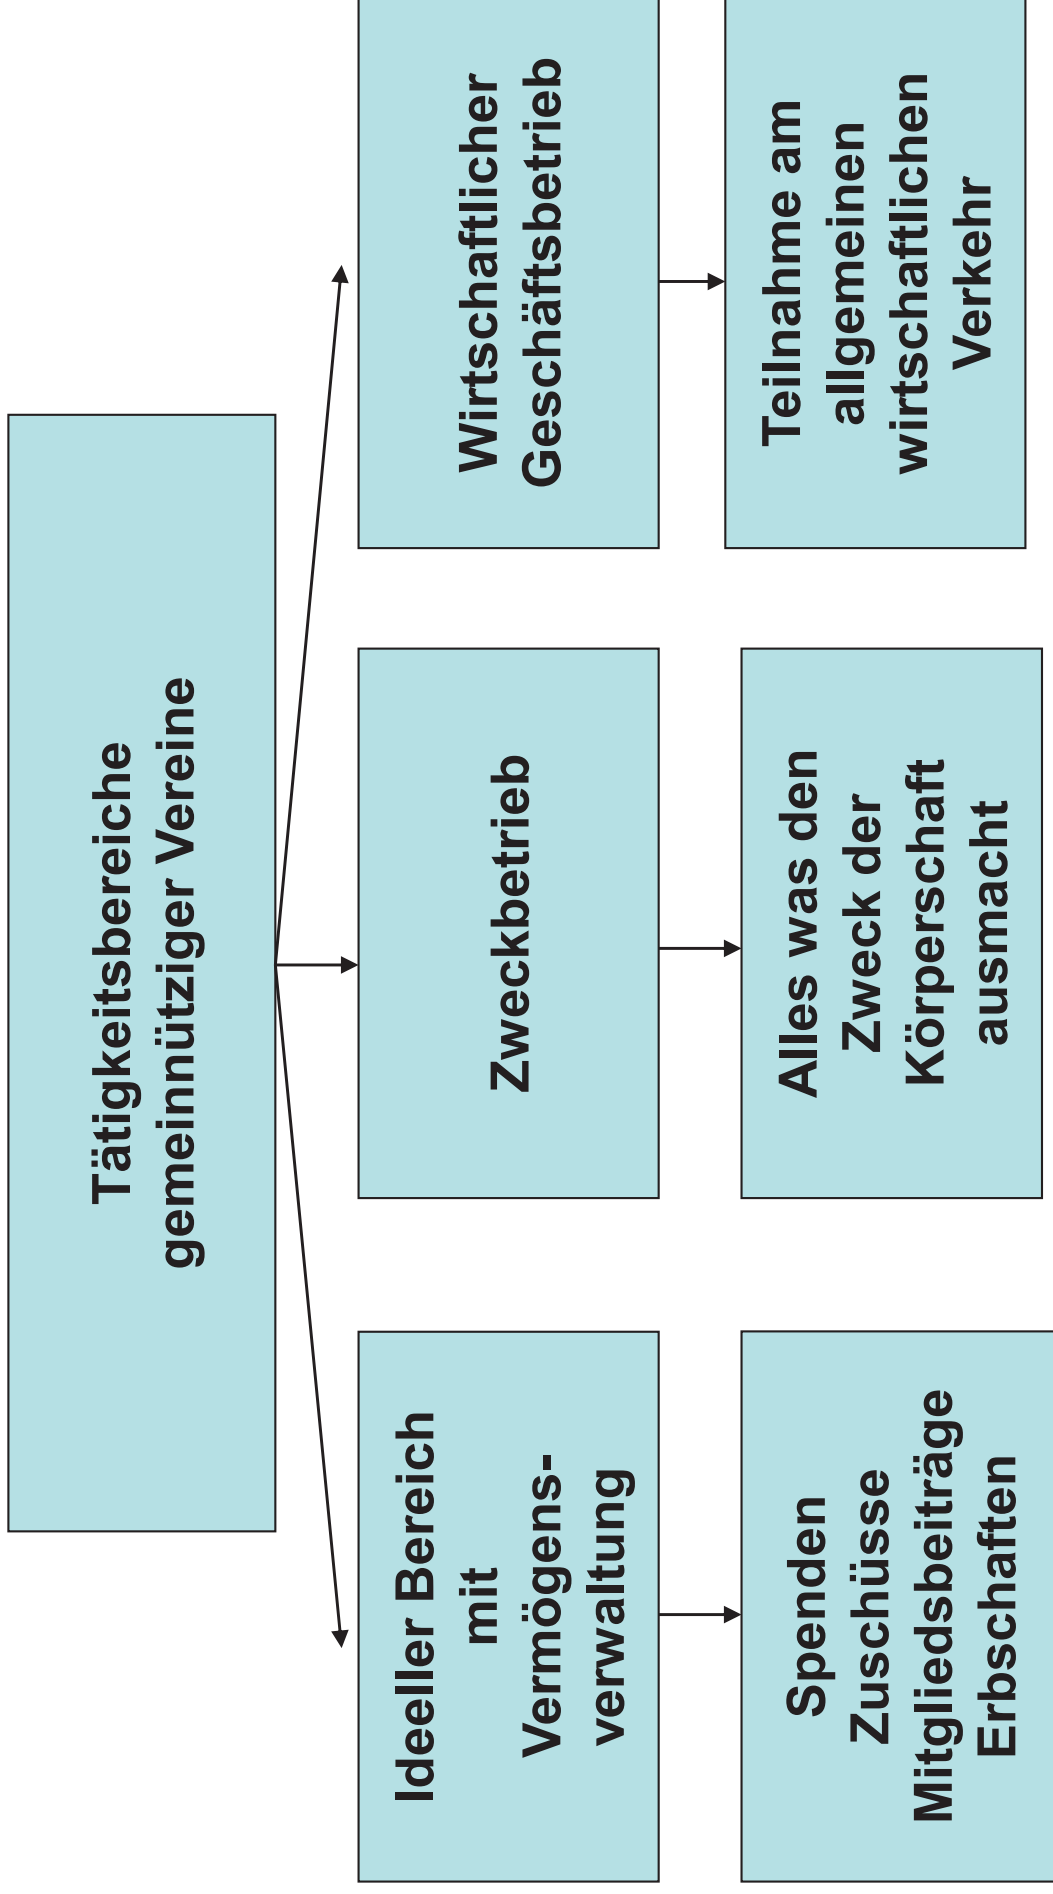 Tätigkeitsbereiche
gemeinnütziger Vereine
Ideeller Bereich
mit
Vermögens-
verwaltung
Zweckbetrieb
Wirtschaftlicher
Geschäftsbetrieb
Spenden
Zuschüsse
Mitgliedsbeiträge
Erbschaften
Alles was den
Zweck der
Körperschaft
ausmacht
Teilnahme am
allgemeinen
wirtschaftlichen
Verkehr